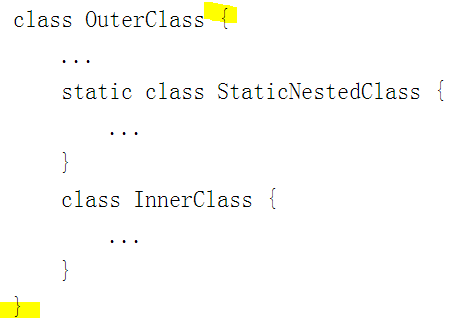 class OuterClass {
    ...
    static class StaticNestedClass {
        ...
    }
    class InnerClass {
        ...
    }
}